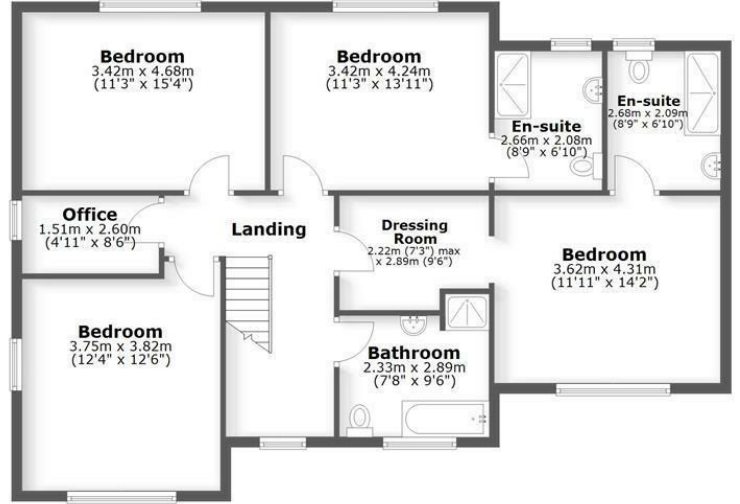 Bedroom
3.42m x 4.68m
(11'3" x 15'4")
Bedroom
3.42m x 4.24m
(11'3" x 13'11")
En-suite
2.66m x 2.08m
(8'9" x 6'10")
En-suite
2.68m x 2.09m
(8'9" x 6'10")
Office
1.51m x 2.60m
(4'11" x 8'6")
Landing
Dressing
Room
2.22m (7'3") max
x 2.89m (9'6")
Bedroom
3.62m x 4.31m
(11'11" x 14'2")
Bedroom
3.75m x 3.82m
(12'4" x 12'6")
Bathroom
2.33m x 2.89m
(7'8" x 9'6")